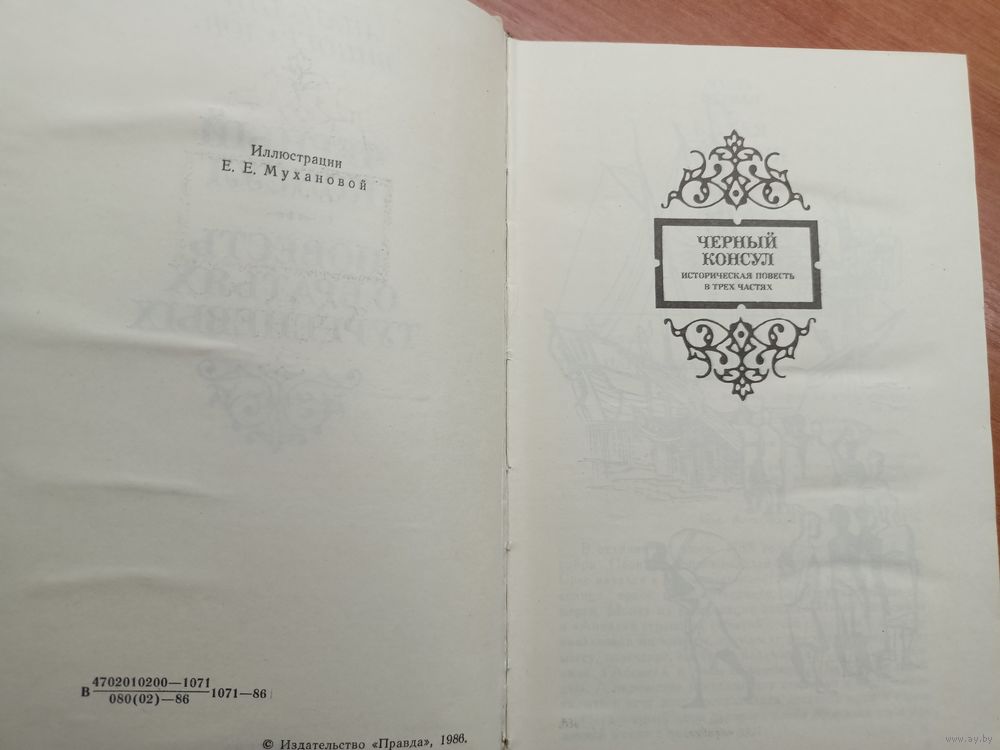 Иллюстрации
Е. Е. Мухановой
В 4702010200—1071
080(02)—86 1071—86
© Издательство «Правда», 1986.
ЧЕРНЫЙ
КОНСУЛ
ИСТОРИЧЕСКАЯ ПОВЕСТЬ
В ТРЕХ ЧАСТЯХ
www.ay.by